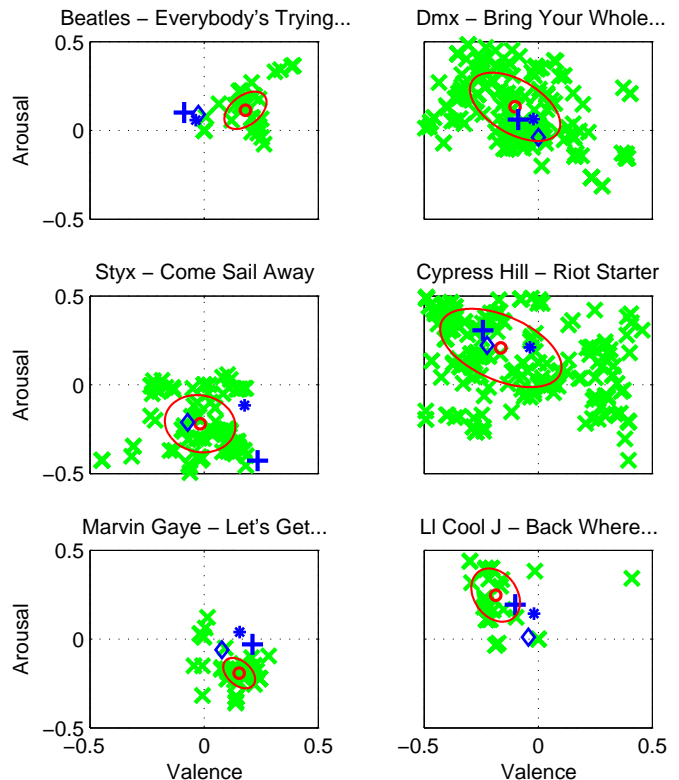 Beatles − Everybody's Trying...
Dmx − Bring Your Whole...
0.5
0
−0.5
Arousal
Styx − Come Sail Away
Cypress Hill − Riot Starter
0.5
0
−0.5
Arousal
Marvin Gaye − Let's Get...
Ll Cool J − Back Where...
0.5
0
−0.5
Arousal
−0.5 0 0.5
−0.5 0 0.5
Valence
Valence